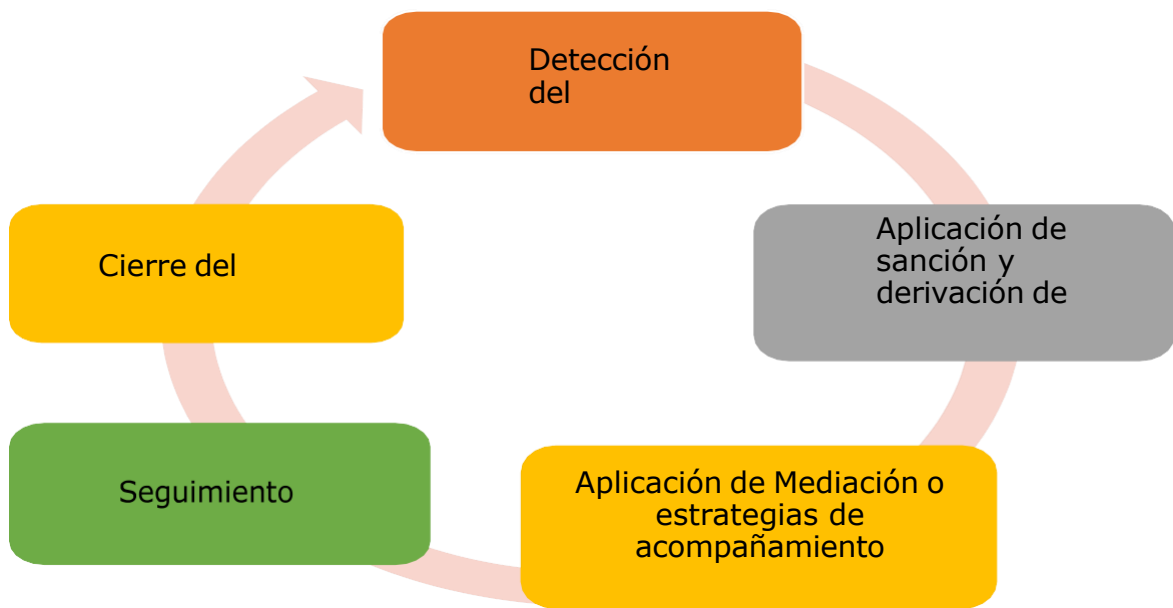 Detección
del
Aplicación de
sanción y
derivación de
Aplicación de Mediación o
estrategias de
acompañamiento
Seguimiento
Cierre del